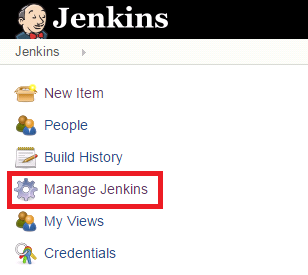 Jenkins
Jenkins
New Item
People
Build History
Manage Jenkins
My Views
Credentials